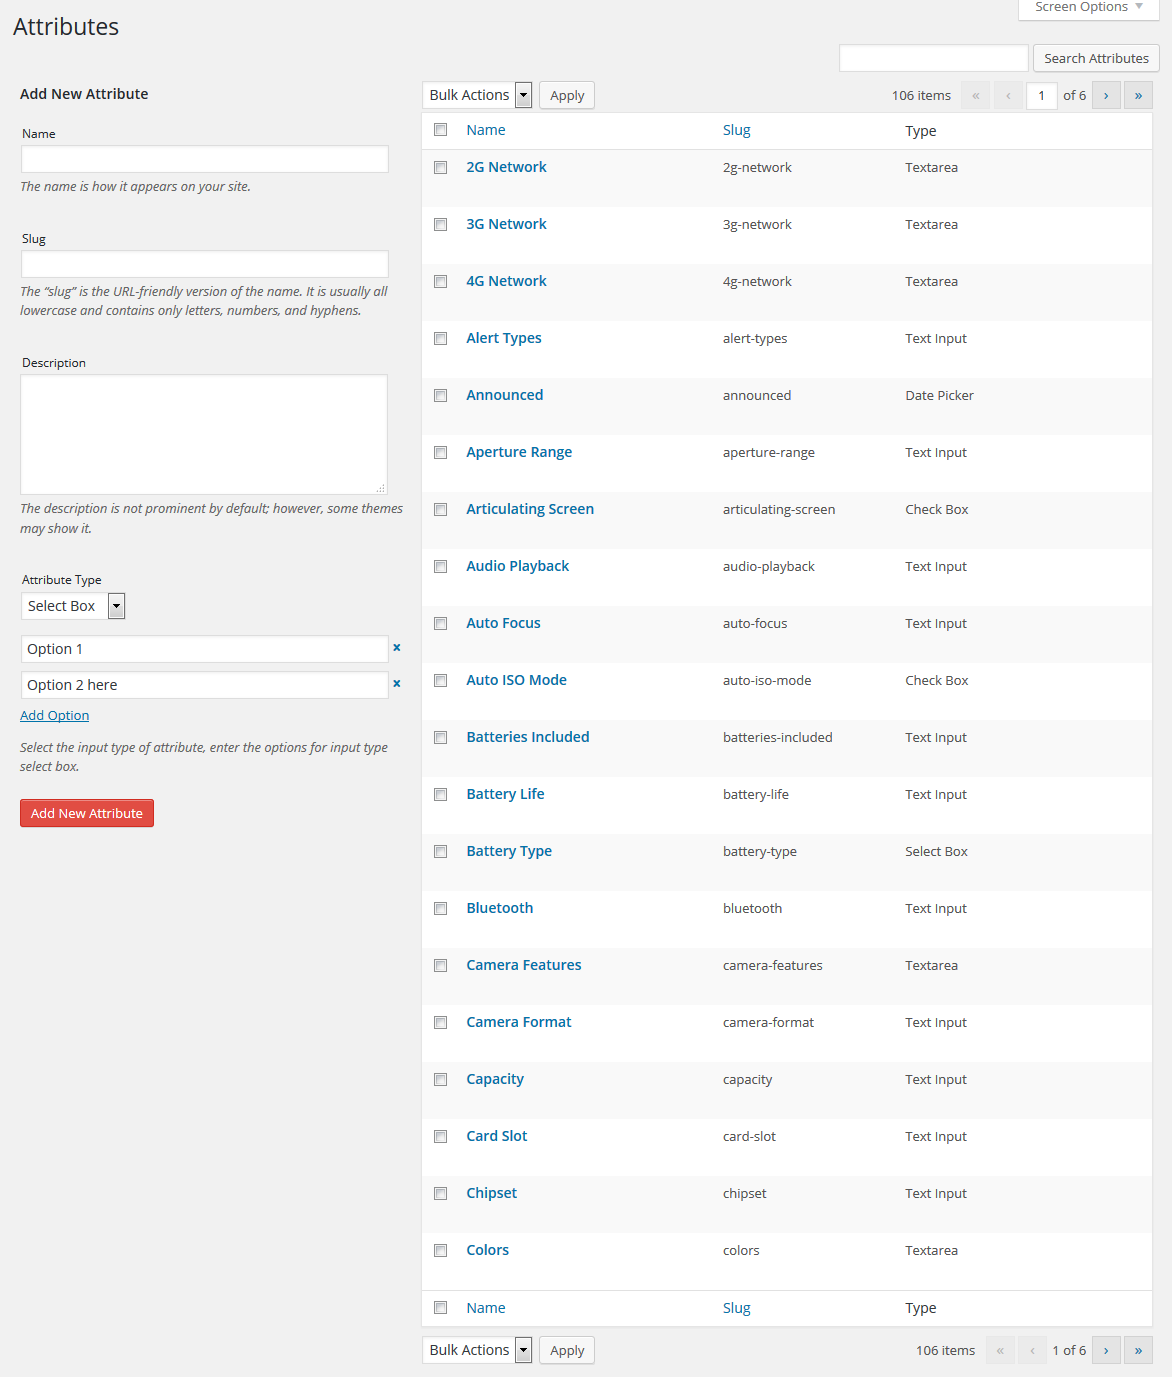 Screen Options
Attributes
Search Attributes
Add New Attribute
Name
The name is how it appears on your site.
Slug
The “slug” is the URL-friendly version of the name. It is usually all
lowercase and contains only letters, numbers, and hyphens.
Description
The description is not prominent by default; however, some themes
may show it.
Attribute Type
Select Box
Option 1 ×
Option 2 here ×
Add Option
Select the input type of attribute, enter the options for input type
select box.
Add New Attribute
Bulk Actions Apply 106 items « ‹ 1 of 6 › »
Name Slug Type
2G Network 2g-network Textarea
3G Network 3g-network Textarea
4G Network 4g-network Textarea
Alert Types alert-types Text Input
Announced announced Date Picker
Aperture Range aperture-range Text Input
Articulating Screen articulating-screen Check Box
Audio Playback audio-playback Text Input
Auto Focus auto-focus Text Input
Auto ISO Mode auto-iso-mode Check Box
Batteries Included batteries-included Text Input
Battery Life battery-life Text Input
Battery Type battery-type Select Box
Bluetooth bluetooth Text Input
Camera Features camera-features Textarea
Camera Format camera-format Text Input
Capacity capacity Text Input
Card Slot card-slot Text Input
Chipset chipset Text Input
Colors colors Textarea
Name Slug Type
Bulk Actions Apply 106 items « ‹ 1 of 6 › »